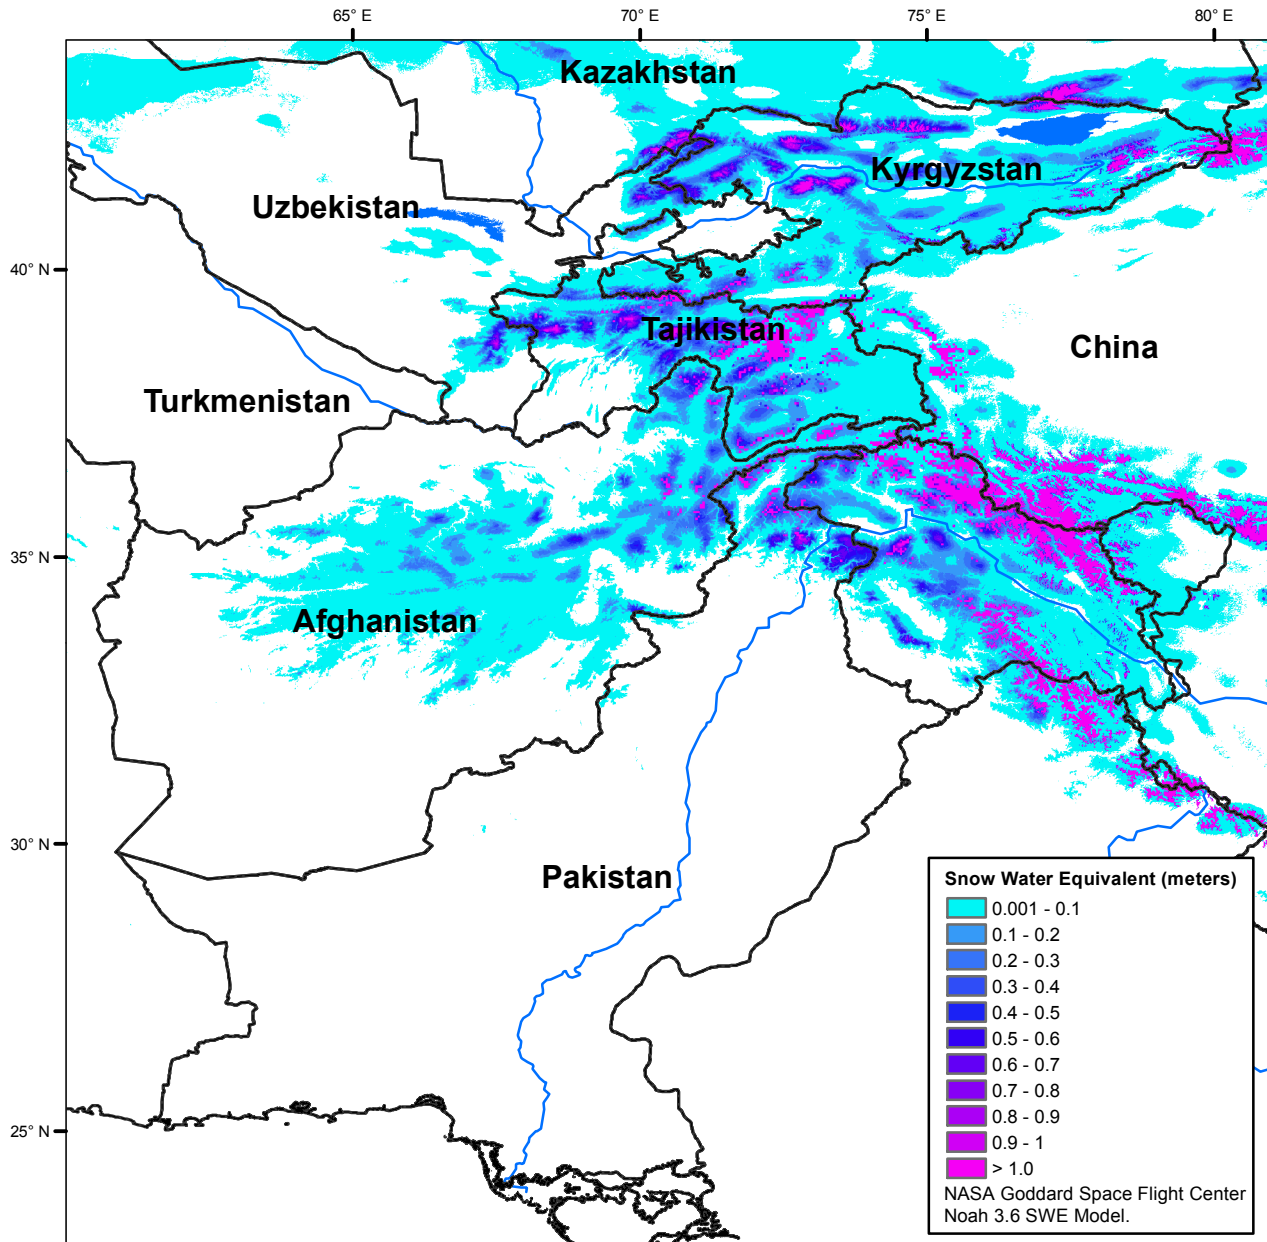 65° E
70° E
75° E
80° E
Kazakhstan
Kyrgyzstan
Uzbekistan
40° N
Tajikistan
China
Turkmenistan
35° N
Afghanistan
30° N
Pakistan
25° N
Snow Water Equivalent (meters)
0.001 - 0.1
0.1 - 0.2
0.2 - 0.3
0.3 - 0.4
0.4 - 0.5
0.5 - 0.6
0.6 - 0.7
0.7 - 0.8
0.8 - 0.9
0.9 - 1
> 1.0
NASA Goddard Space Flight Center
Noah 3.6 SWE Model.